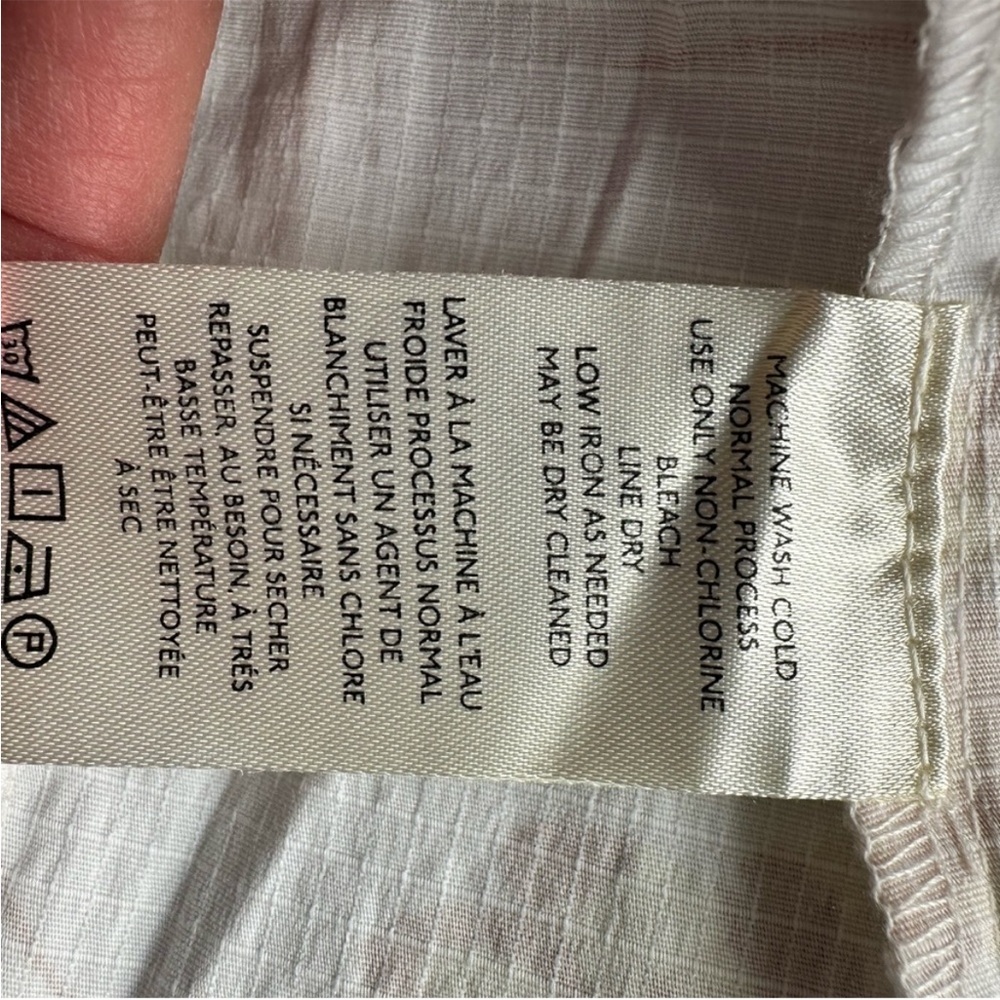 MACHINE WASH COLD
NORMAL PROCESS
USE ONLY NON-CHLORINE
BLEACH
LINE DRY
LOW IRON AS NEEDED
MAY BE DRY CLEANED
LAVER À LA MACHINE À L'EAU
FROIDE PROCESSUS NORMAL
UTILISER UN AGENT DE
BLANCHIMENT SANS CHLORE
SI NÉCESSAIRE
SUSPENDRE POUR SÉCHER
REPASSER, AU BESOIN, À TRÉS
BASSE TEMPÉRATURE
PEUT-ÊTRE ÊTRE NETTOYÉE
À SEC
30 P